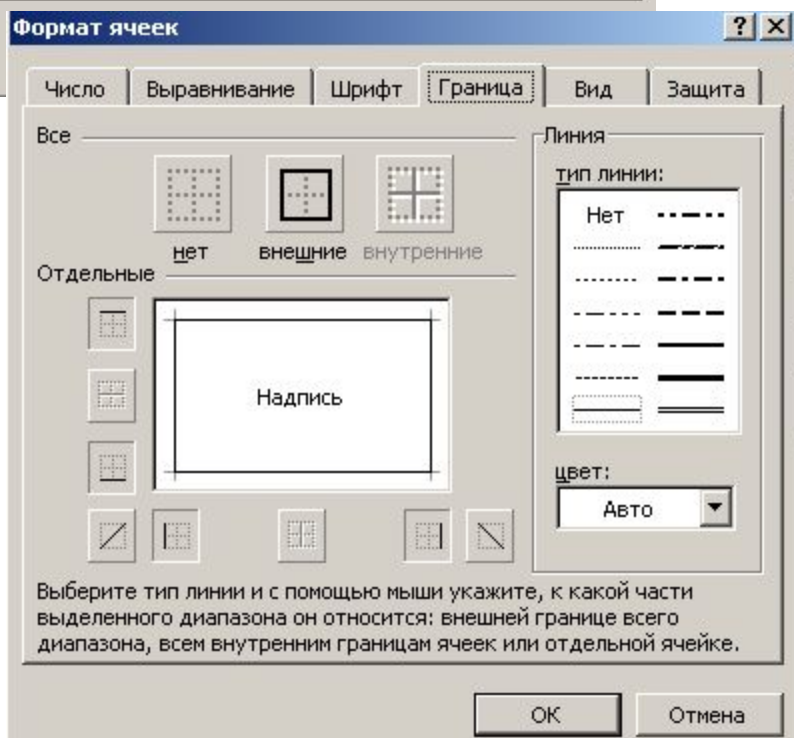 Формат ячеек
Число Выравнивание Шрифт Граница Вид Защита
Все
нет внешние внутренние
Отдельные
Надпись
Линия
тип линии:
Нет
цвет:
Авто
Выберите тип линии и с помощью мыши укажите, к какой части
выделенного диапазона он относится: внешней границе всего
диапазона, всем внутренним границам ячеек или отдельной ячейке.
ОК Отмена